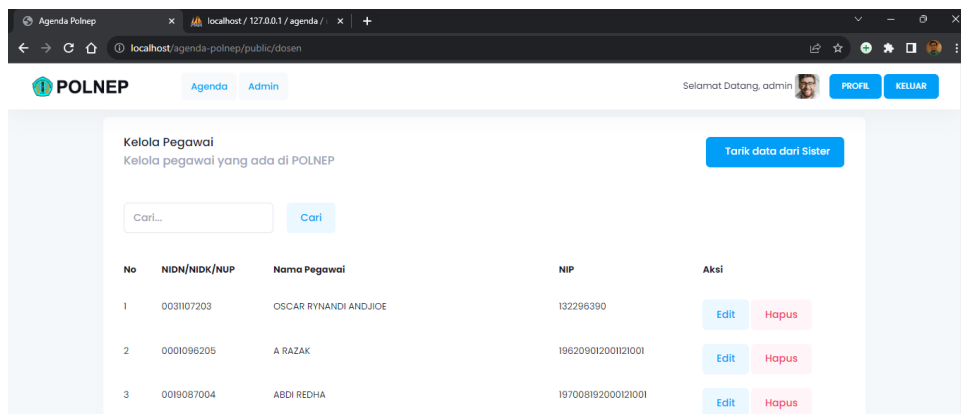 Agenda Polnep
localhost / 127.0.0.1 / agenda /
localhost/agenda-polnep/public/dosen
POLNEP Agenda Admin Selamat Datang, admin PROFIL KELUAR
Kelola Pegawai
Kelola pegawai yang ada di POLNEP
Tarik data dari Sister
Cari... Cari
No NIDN/NIDK/NUP Nama Pegawai NIP Aksi
1 0031107203 OSCAR RYNANDI ANDJIOE 132296390 Edit Hapus
2 0001096205 A RAZAK 196209012001121001 Edit Hapus
3 0019087004 ABDI REDHA 197008192000121001 Edit Hapus